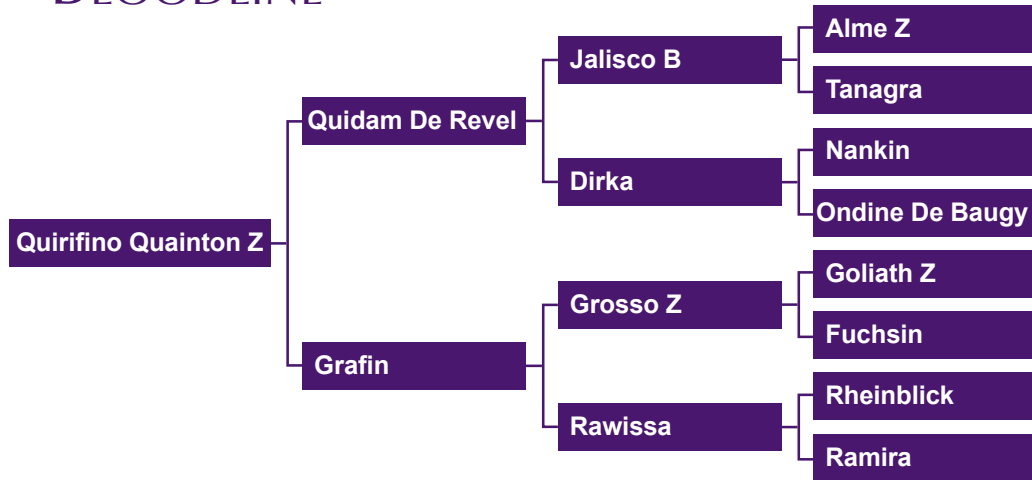 BLOODLINE
Quirifino Quainton Z
Quidam De Revel
Grafin
Jalisco B
Dirka
Grosso Z
Rawissa
Alme Z
Tanagra
Nankin
Ondine De Baugy
Goliath Z
Fuchsin
Rheinblick
Ramira